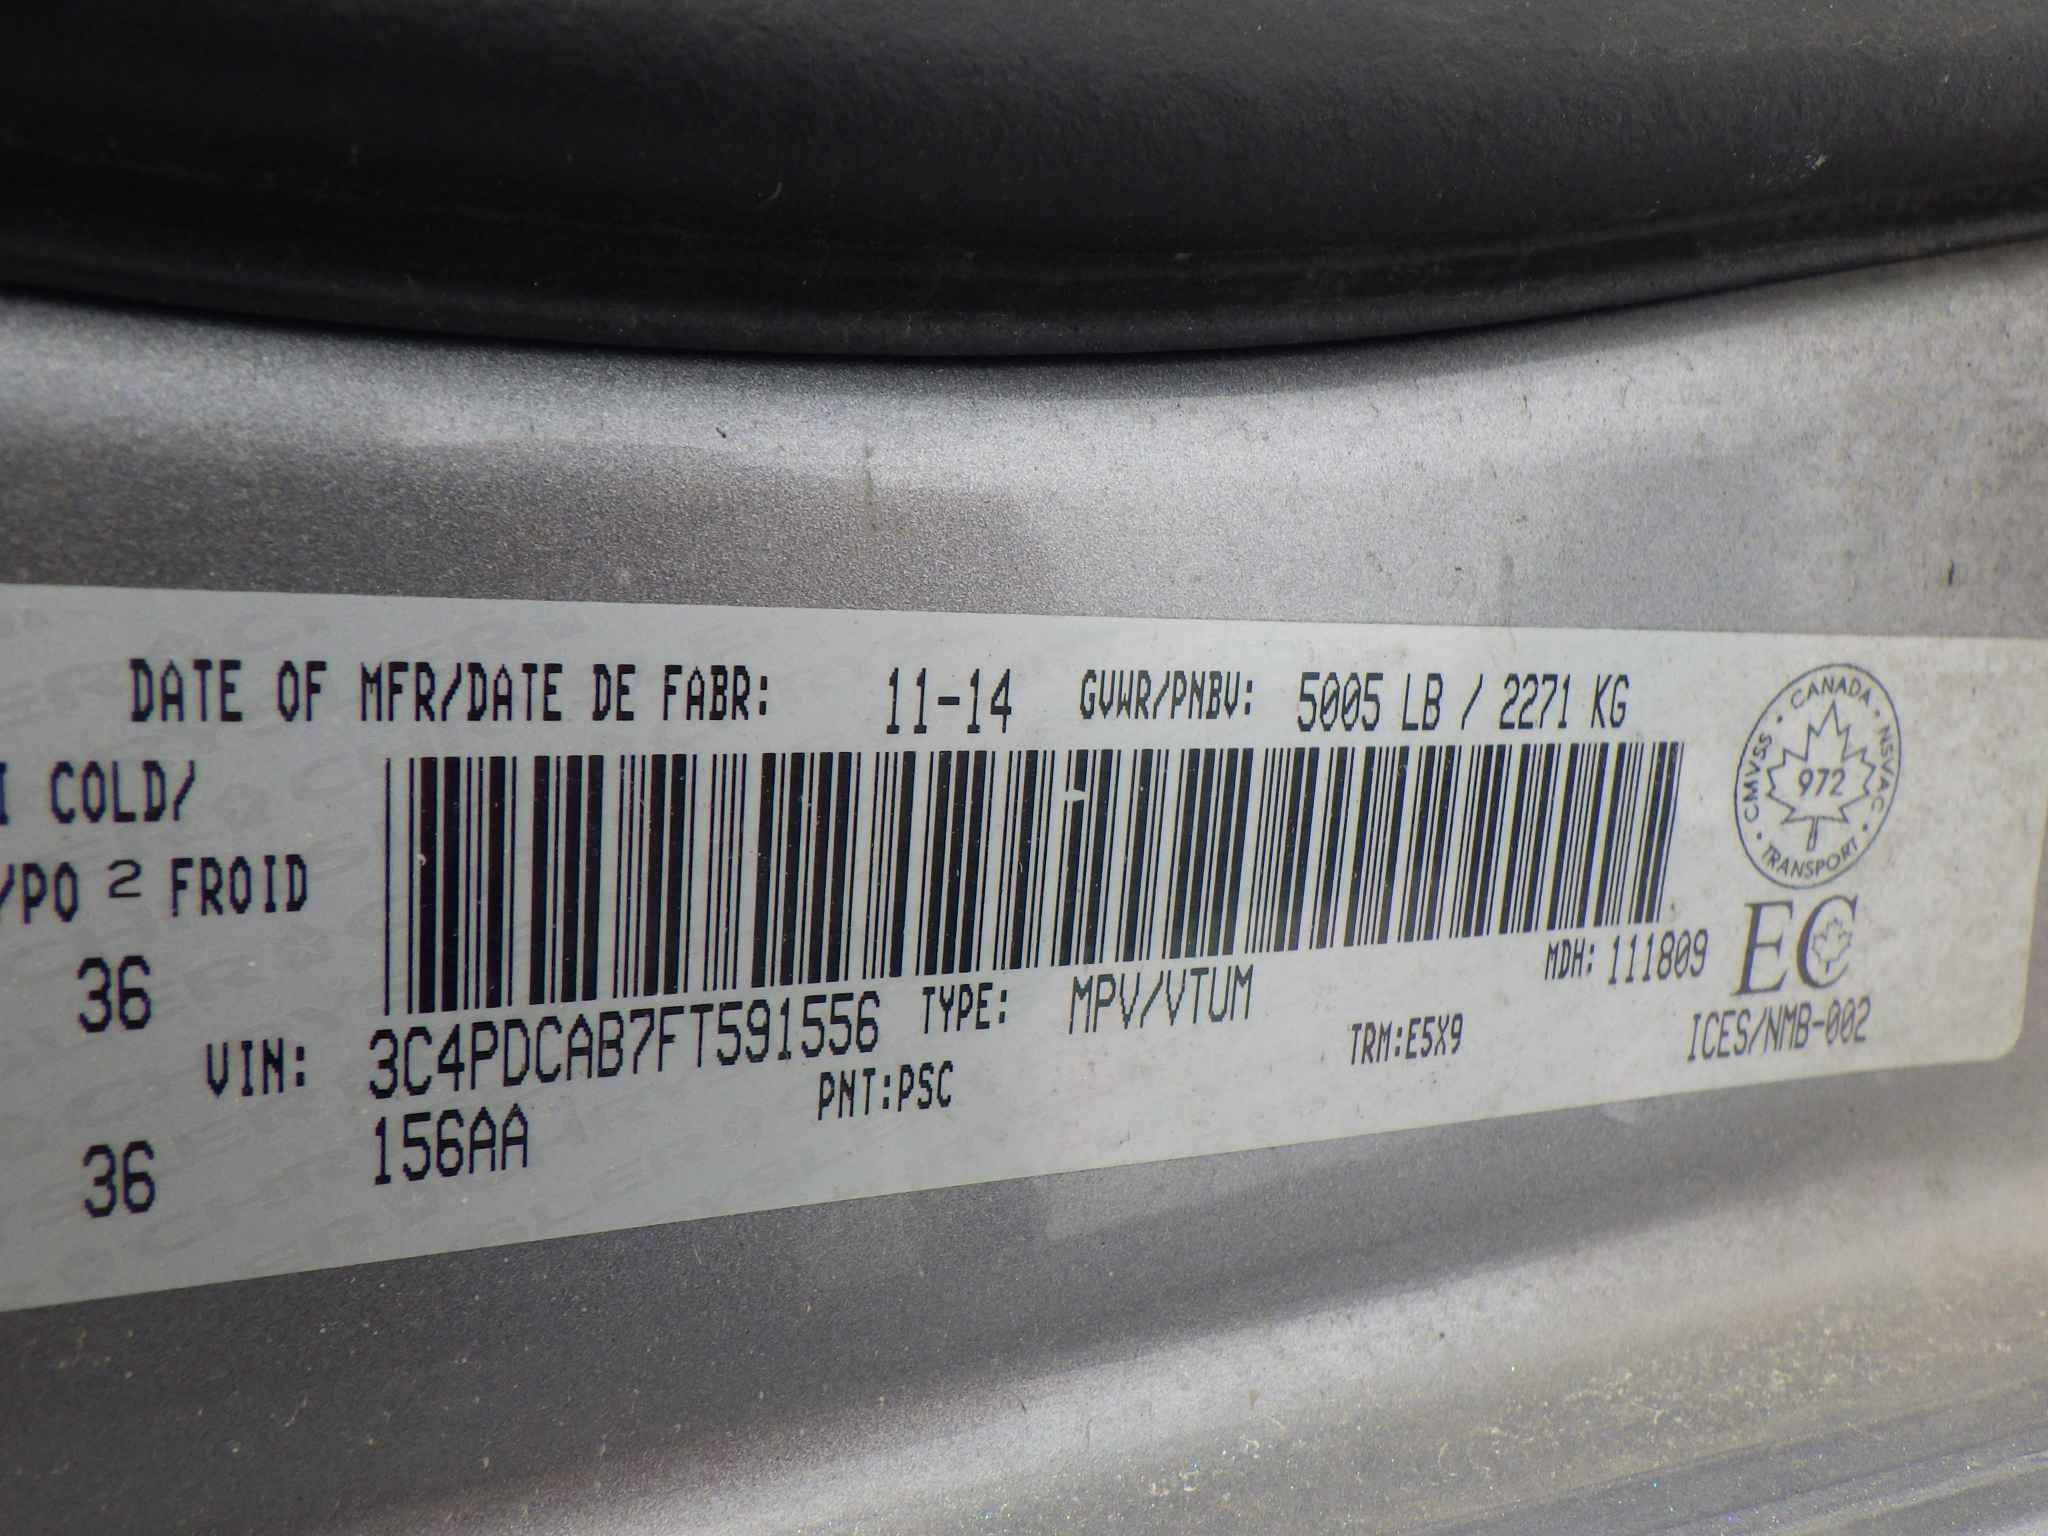 DATE OF MFR/DATE DE FABR: 11-14 GVWR/PNBV: 5005 LB / 2271 KG
I COLD/
/PO 2 FROID
36
36
VIN: 3C4PDCAB7FT591556 TYPE: MPV/VTUM
MDH: 111809
156AA PNT:PSC TRM:E5X9
CMVSS • CANADA • NSVAC • TRANSPORT •
972
EC
ICES/NMB-002